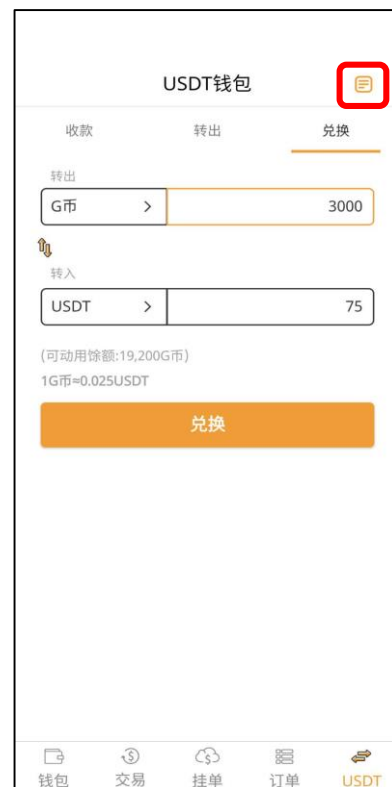 USDT钱包
收款 转出 兑换
转出
G币 > 3000
转入
USDT > 75
(可动用馀额:19,200G币)
1G币≈0.025USDT
兑换
钱包 交易 挂单 订单 USDT